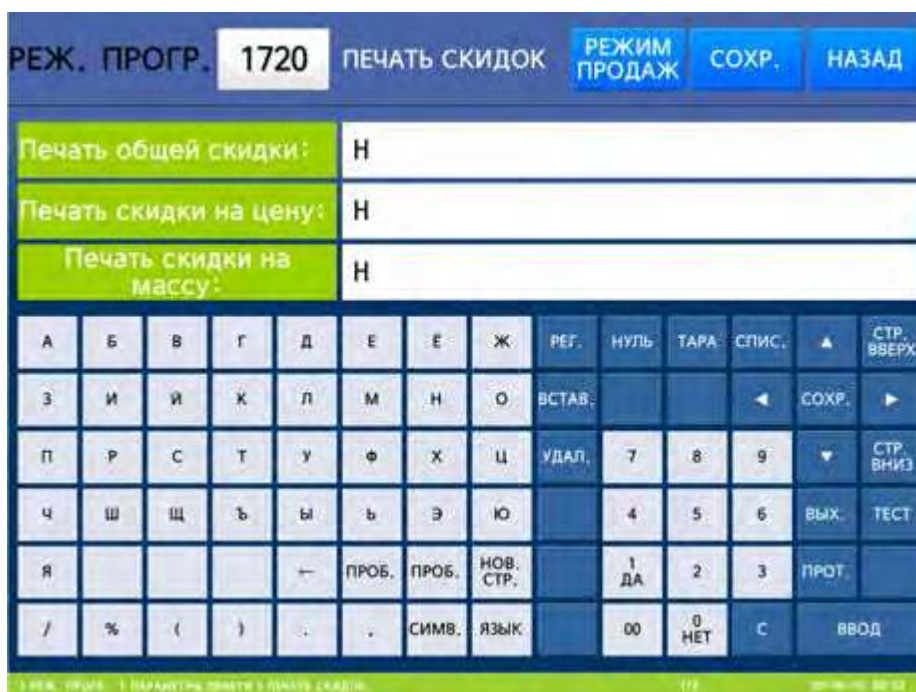 РЕЖ. ПРОГР. 1720 ПЕЧАТЬ СКИДОК РЕЖИМ ПРОДАЖ СОХР. НАЗАД
Печать общей скидки: Н
Печать скидки на цену: Н
Печать скидки на массу: Н
А Б В Г Д Е Ё Ж РЕГ. НУЛЬ ТАРА СПИС. ▲ СТР. ВВЕРХ
З И Й К Л М Н О ВСТАВ. ◄ СОХР. ►
П Р С Т У Ф Х Ц УДАЛ. 7 8 9 ▼ СТР. ВНИЗ
Ч Ш Щ Ъ Ы Ь Э Ю 4 5 6 ВЫХ. ТЕСТ
Я ← ПРОБ. ПРОБ. НОВ. СТР. 1 ДА 2 3 ПРОТ.
/ % ( ) . . СИМВ. ЯЗЫК 00 0 НЕТ С ВВОД